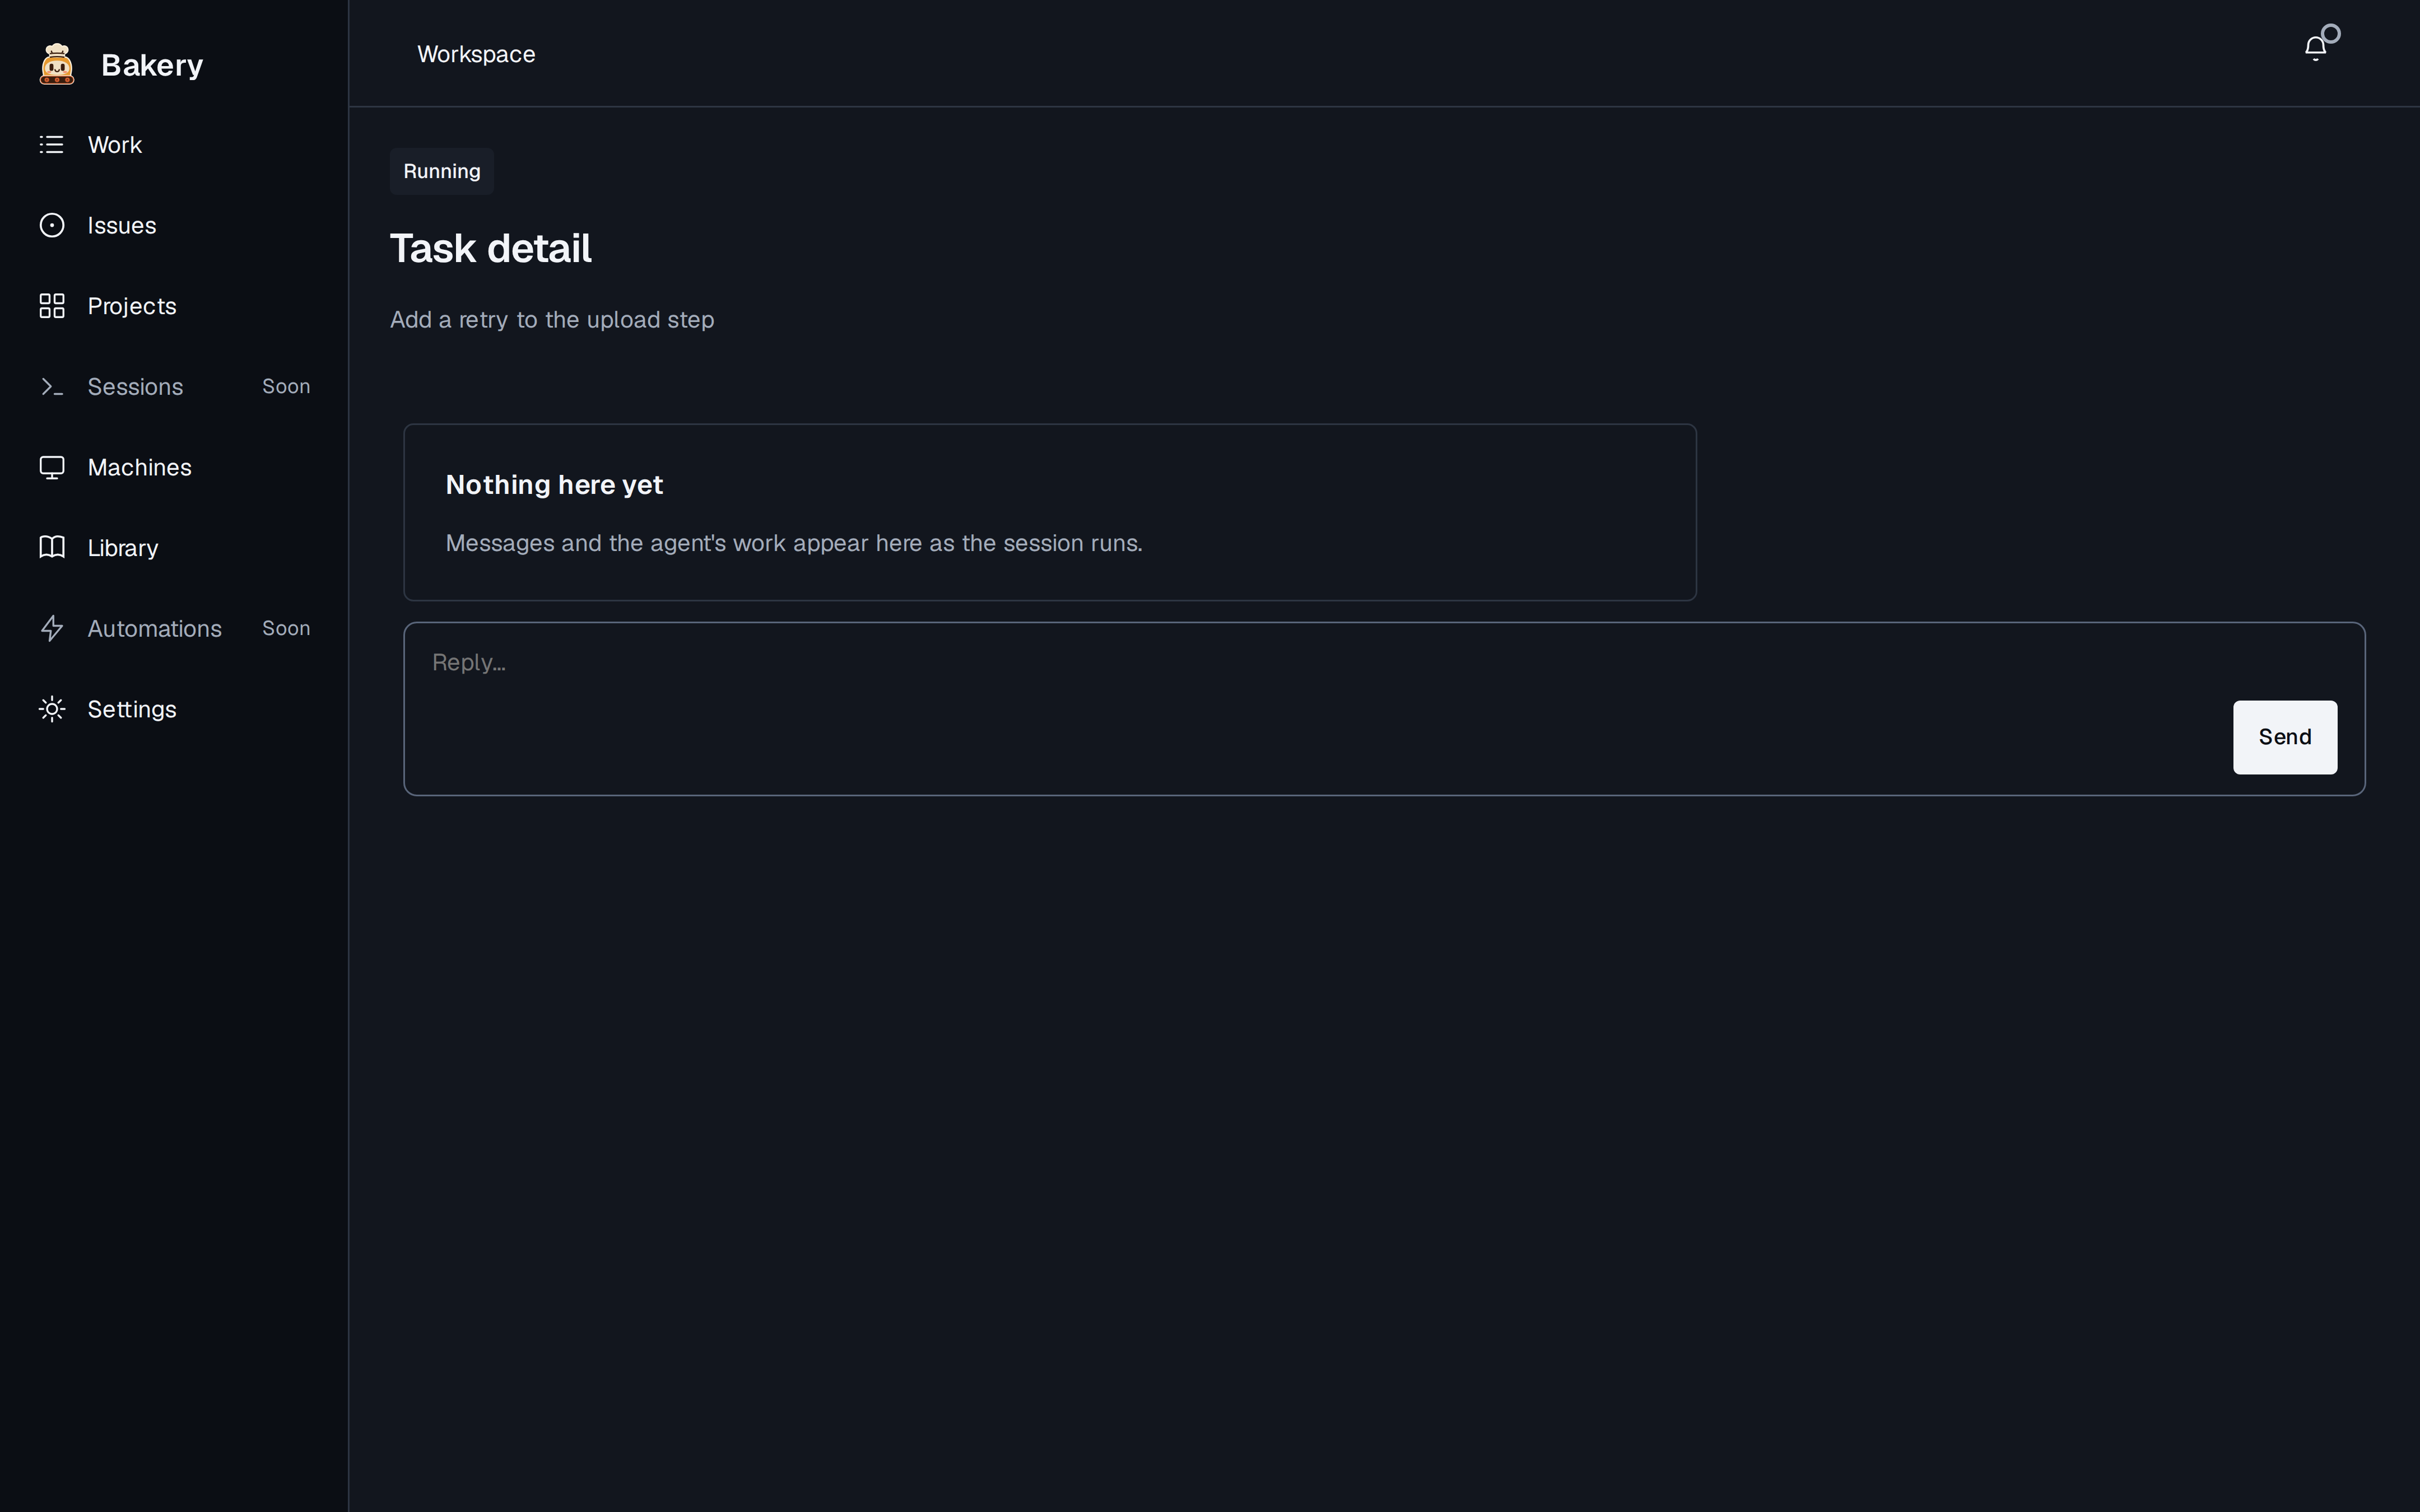 Bakery
Workspace
Work
Issues
Projects
Sessions Soon
Machines
Library
Automations Soon
Settings
Running
Task detail
Add a retry to the upload step
Nothing here yet
Messages and the agent's work appear here as the session runs.
Reply...
Send